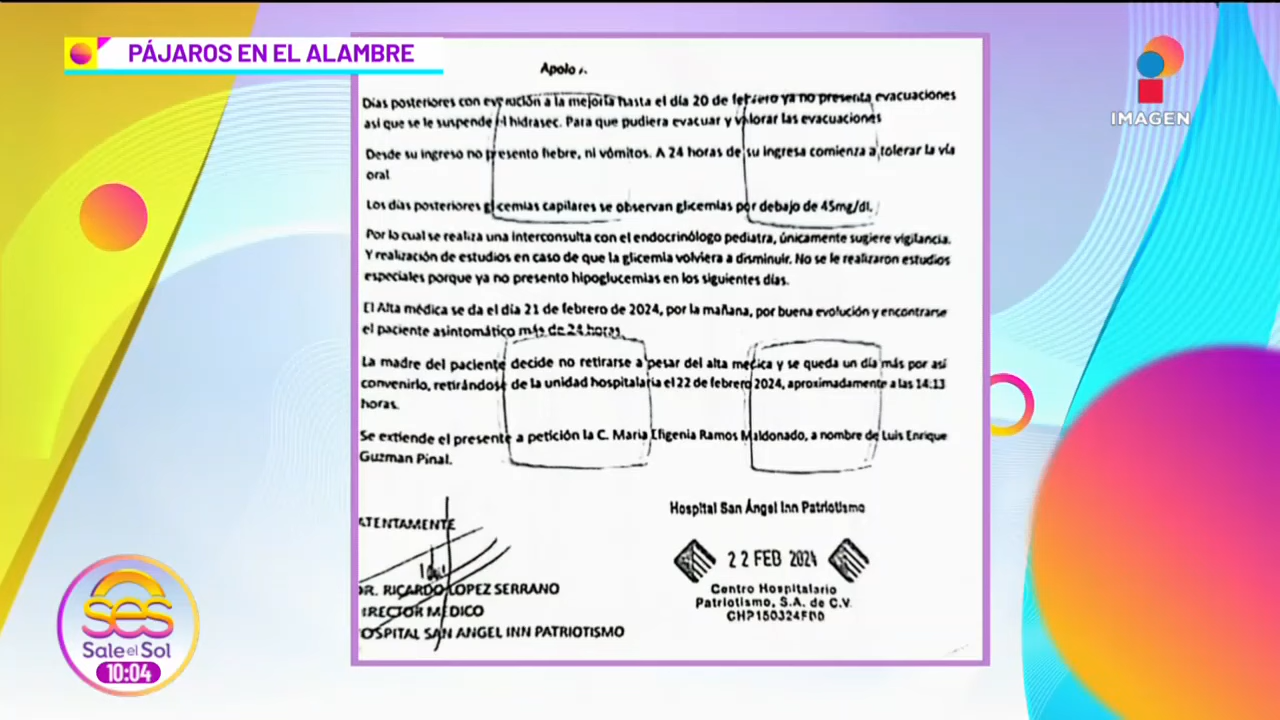 PÁJAROS EN EL ALAMBRE
IMAGEN
Días posteriores con evolución a la mejoría hasta el día 20 de febrero ya no presenta evacuaciones
así que se le suspende el hidrasec. Para que pudiera evacuar y valorar las evacuaciones
Desde su ingreso no presento fiebre, ni vómitos. A 24 horas de su ingresa comienza a tolerar la vía
oral
Los días posteriores glicemias capilares se observan glicemias por debajo de 45mg/dl.
Por lo cual se realiza una interconsulta con el endocrinólogo pediatra, únicamente sugiere vigilancia.
Y realización de estudios en caso de que la glicemia volviera a disminuir. No se le realizaron estudios
especiales porque ya no presento hipoglucemias en los siguientes días.
El Alta médica se da el día 21 de febrero de 2024, por la mañana, por buena evolución y encontrarse
el paciente asintomático más de 24 horas.
La madre del paciente decide no retirarse a pesar del alta medica y se queda un día más por así
convenirlo, retirándose de la unidad hospitalaria el 22 de febrero 2024, aproximadamente a las 14:13
horas.
Se extiende el presente a petición la C. Maria Efigenia Ramos Maldonado, a nombre de Luis Enrique
Guzman Pinal.
ATENTAMENTE
DR. RICARDO LOPEZ SERRANO
DIRECTOR MEDICO
HOSPITAL SAN ANGEL INN PATRIOTISMO
Hospital San Ángel Inn Patriotismo
22 FEB 2024
Centro Hospitalario
Patriotismo, S.A. de C.V.
ses
Sale el Sol
10:04